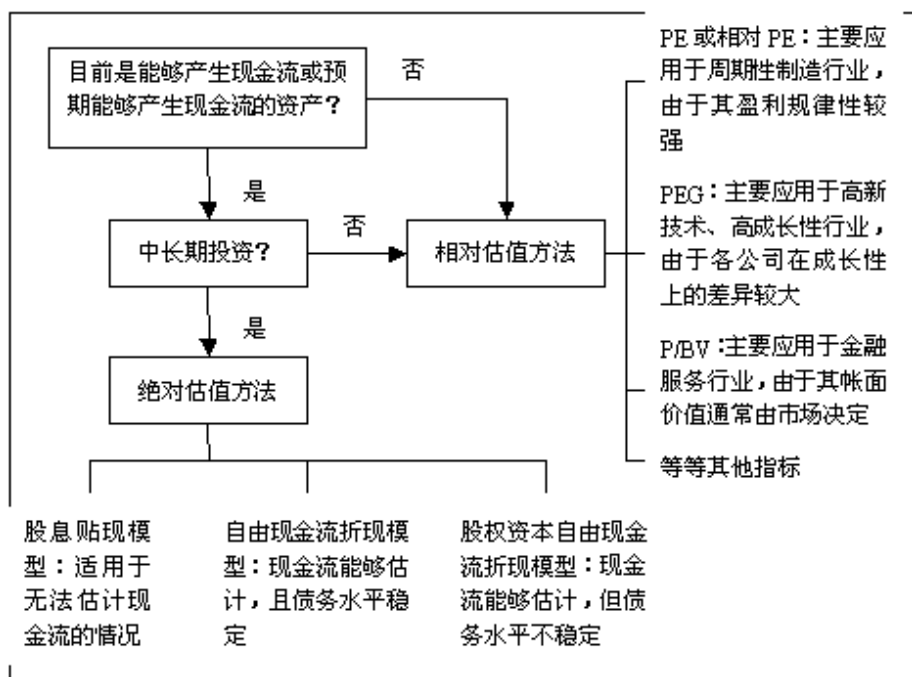 目前是能够产生现金流或预
期能够产生现金流的资产？
否
是
中长期投资？
否
相对估值方法
是
绝对估值方法
PE 或相对 PE：主要应
用于周期性制造行业，
由于其盈利规律性较
强
PEG：主要应用于高新
技术、高成长性行业，
由于各公司在成长性
上的差异较大
P/BV：主要应用于金融
服务行业，由于其帐面
价值通常由市场决定
等等其他指标
股息贴现模
型：适用于
无法估计现
金流的情况
自由现金流折现模
型：现金流能够估
计，且债务水平稳
定
股权资本自由现金
流折现模型：现金
流能够估计，但债
务水平不稳定